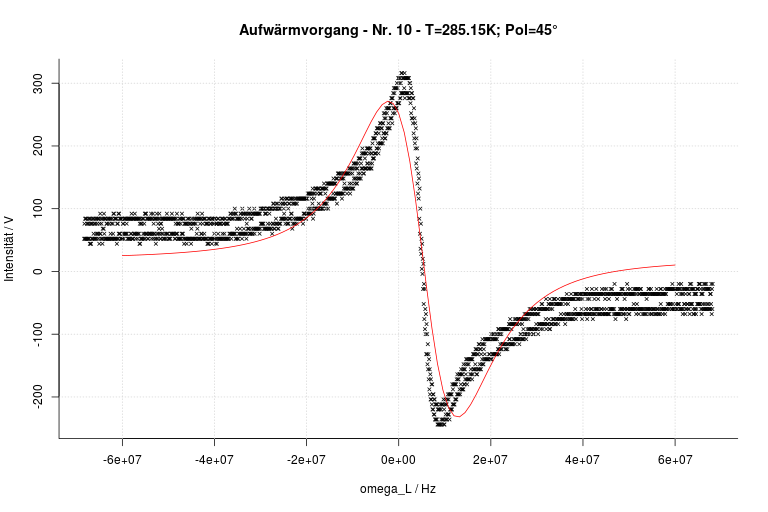 Aufwärmvorgang - Nr. 10 - T=285.15K; Pol=45°
Intensität / V
300
200
100
0
-100
-200
-6e+07 -4e+07 -2e+07 0e+00 2e+07 4e+07 6e+07
omega_L / Hz